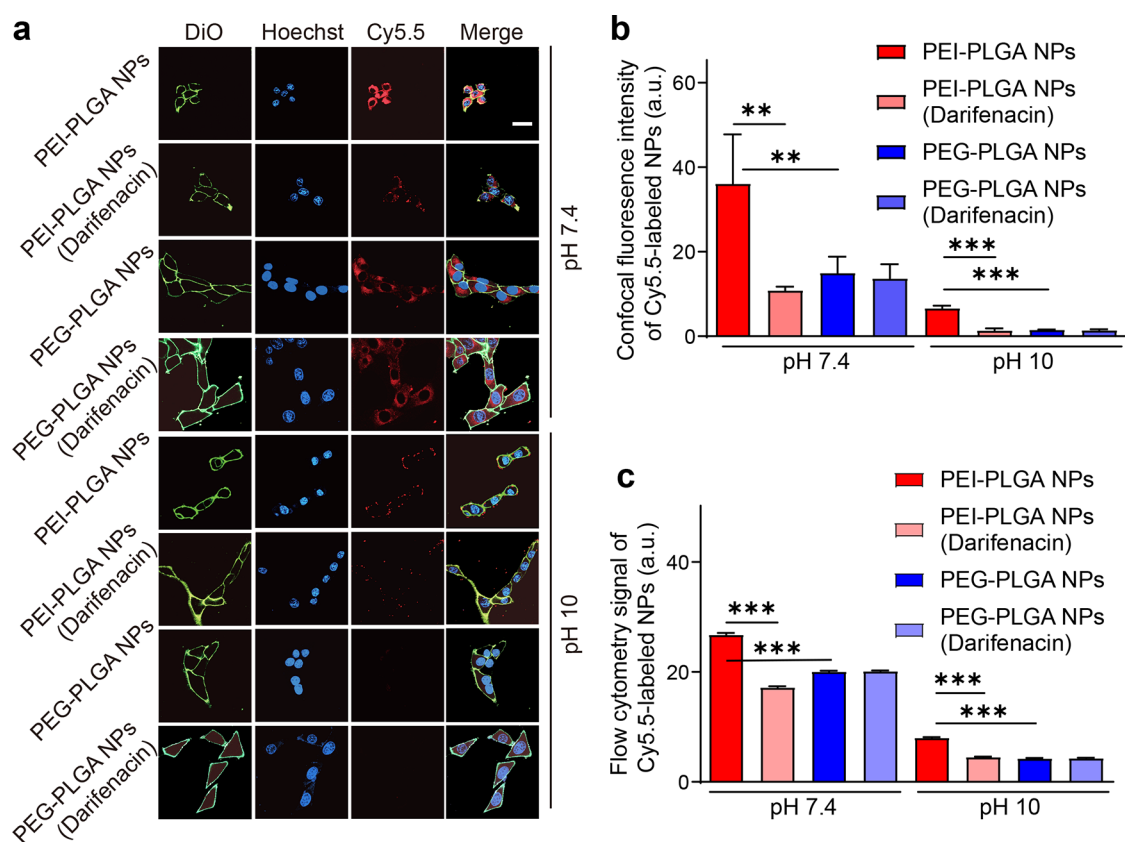 a
DiO Hoechst Cy5.5 Merge
PEI-PLGA NPs
PEI-PLGA NPs
(Darifenacin)
PEG-PLGA NPs
PEG-PLGA NPs
(Darifenacin)
pH 7.4
PEI-PLGA NPs
PEI-PLGA NPs
(Darifenacin)
PEG-PLGA NPs
PEG-PLGA NPs
(Darifenacin)
pH 10
b
Confocal fluoresence intensity
of Cy5.5-labeled NPs (a.u.)
60
40
20
0
**
**
***
***
pH 7.4
pH 10
PEI-PLGA NPs
PEI-PLGA NPs
(Darifenacin)
PEG-PLGA NPs
PEG-PLGA NPs
(Darifenacin)
c
Flow cytometry signal of
Cy5.5-labeled NPs (a.u.)
40
20
0
***
***
***
***
pH 7.4
pH 10
PEI-PLGA NPs
PEI-PLGA NPs
(Darifenacin)
PEG-PLGA NPs
PEG-PLGA NPs
(Darifenacin)